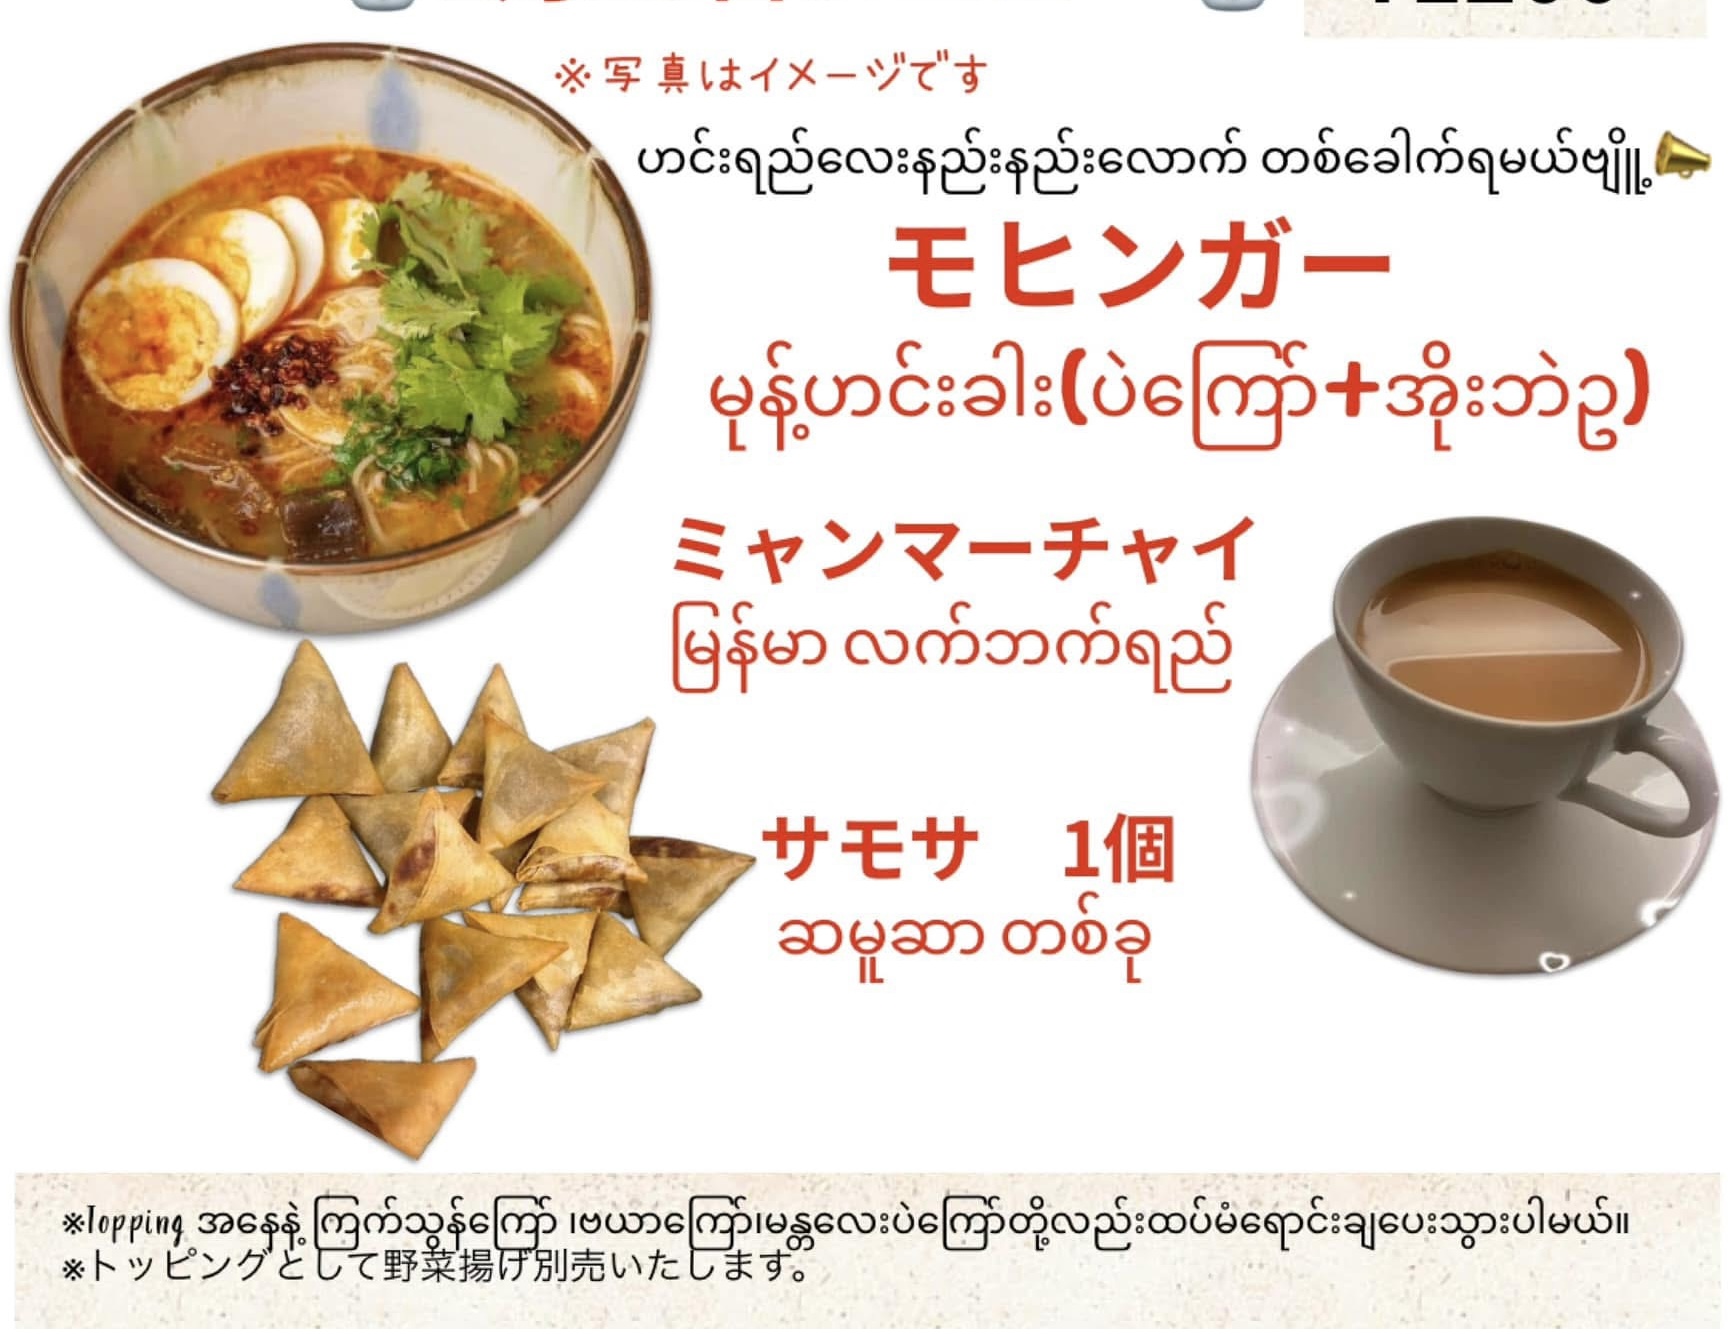 ※写真はイメージです
ဟင်းရည်လေးနည်းနည်းလောက် တစ်ခေါက်ရမယ်ဗျို့
モヒンガー
မုန့်ဟင်းခါး(ပဲကြော်+အိုးဘဲဥ)
ミャンマーチャイ
မြန်မာ လက်ဘက်ရည်
サモサ 1個
ဆမူဆာ တစ်ခု
※Topping အနေနဲ့ ကြက်သွန်ကြော် ၊ဗယာကြော်၊မန္တလေးပဲကြော်တို့လည်းထပ်မံရောင်းချပေးသွားပါမယ်။
※トッピングとして野菜揚げ別売いたします。